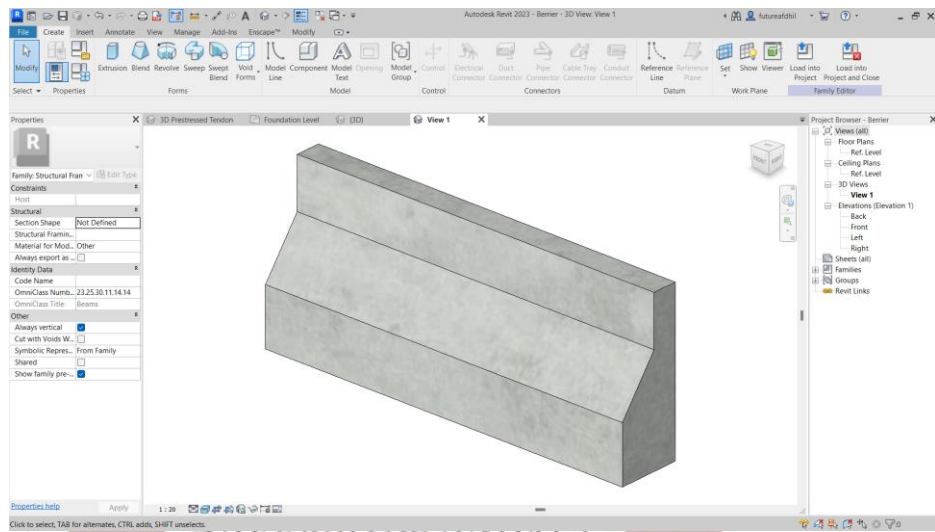 Autodesk Revit 2023 - Berrier - 3D View: View 1
futureafdhil
File Create Insert Annotate View Manage Add-Ins Enscape™ Modify
Modify
Extrusion Blend Revolve Sweep Swept Blend Void Forms
Model Line Component Model Text Opening Model Group
Control
Electrical Connector Duct Connector Pipe Connector Cable Tray Connector Conduit Connector
Reference Line Reference Plane
Set Show Viewer
Load into Project Load into Project and Close
Select Properties Forms Model Control Connectors Datum Work Plane Family Editor
Properties
3D Prestressed Tendon Foundation Level {3D} View 1
Project Browser - Berrier
R
Family: Structural Fran Edit Type
Constraints
Host
Structural
Section Shape Not Defined
Structural Framin...
Material for Mod... Other
Always export as ...
Identity Data
Code Name
OmniClass Numb... 23.25.30.11.14.14
OmniClass Title Beams
Other
Always vertical
Cut with Voids W...
Symbolic Repres... From Family
Shared
Show family pre-...
Properties help Apply
FRONT
Views (all)
Floor Plans
Ref. Level
Ceiling Plans
Ref. Level
3D Views
View 1
Elevations (Elevation 1)
Back
Front
Left
Right
Sheets (all)
Families
Groups
Revit Links
1 : 20
Click to select, TAB for alternates, CTRL adds, SHIFT unselects.
:0